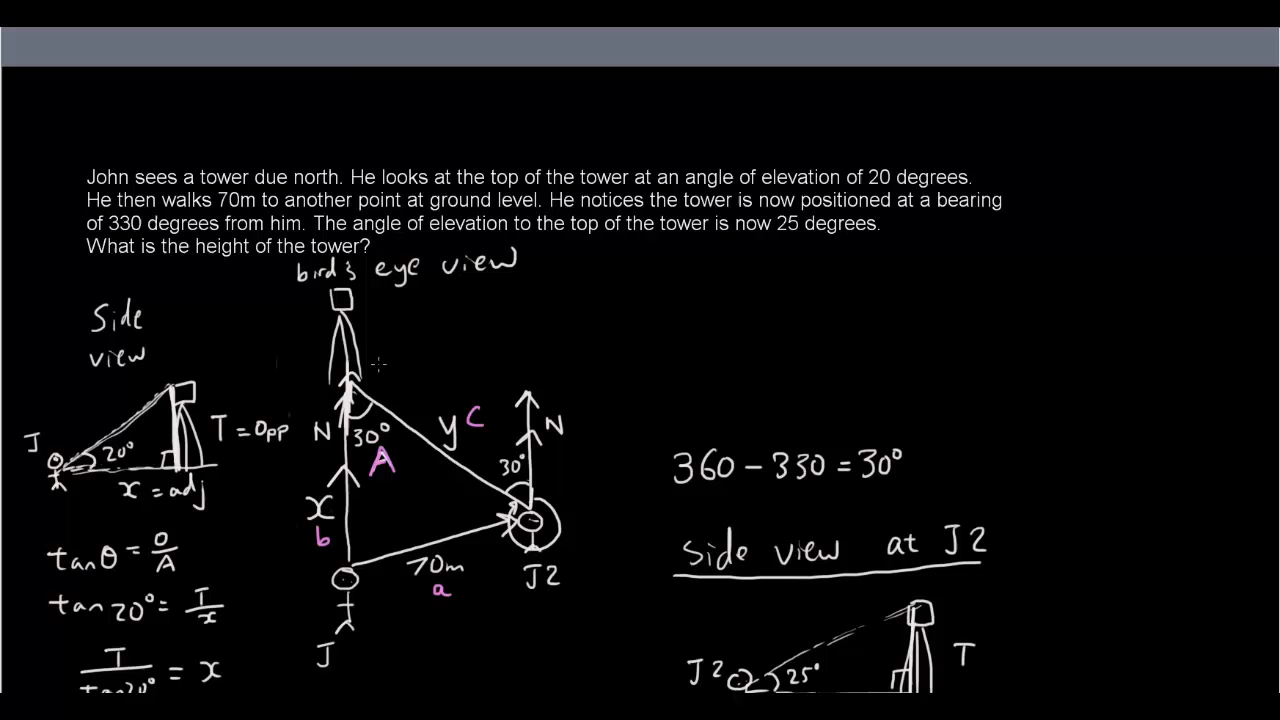 John sees a tower due north. He looks at the top of the tower at an angle of elevation of 20 degrees.
He then walks 70m to another point at ground level. He notices the tower is now positioned at a bearing
of 330 degrees from him. The angle of elevation to the top of the tower is now 25 degrees.
What is the height of the tower?
bird's eye view
Side
view
J
20°
T = opp
x = adj
N
30°
A
y C
N
30°
x
b
70m
a
J2
J
tanθ = O/A
tan20° = T/x
T/tan20° = x
360 - 330 = 30°
Side view at J2
J2
25°
T